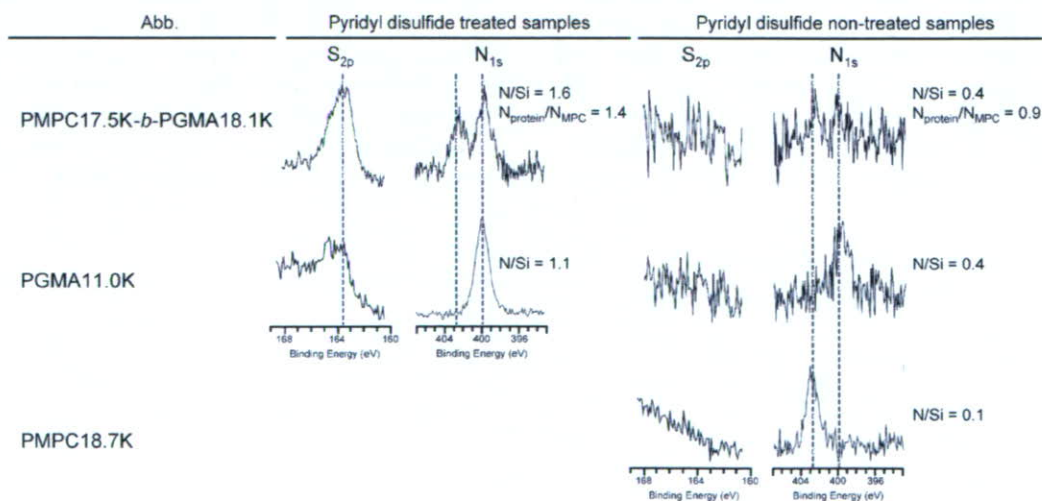 Abb.
Pyridyl disulfide treated samples
Pyridyl disulfide non-treated samples
S2p
N1s
S2p
N1s
PMPC17.5K-b-PGMA18.1K
N/Si = 1.6
Nprotein/NMPC = 1.4
N/Si = 0.4
Nprotein/NMPC = 0.9
PGMA11.0K
N/Si = 1.1
N/Si = 0.4
168 164 160
404 400 396
Binding Energy (eV)
Binding Energy (eV)
PMPC18.7K
N/Si = 0.1
168 164 160
404 400 396
Binding Energy (eV)
Binding Energy (eV)